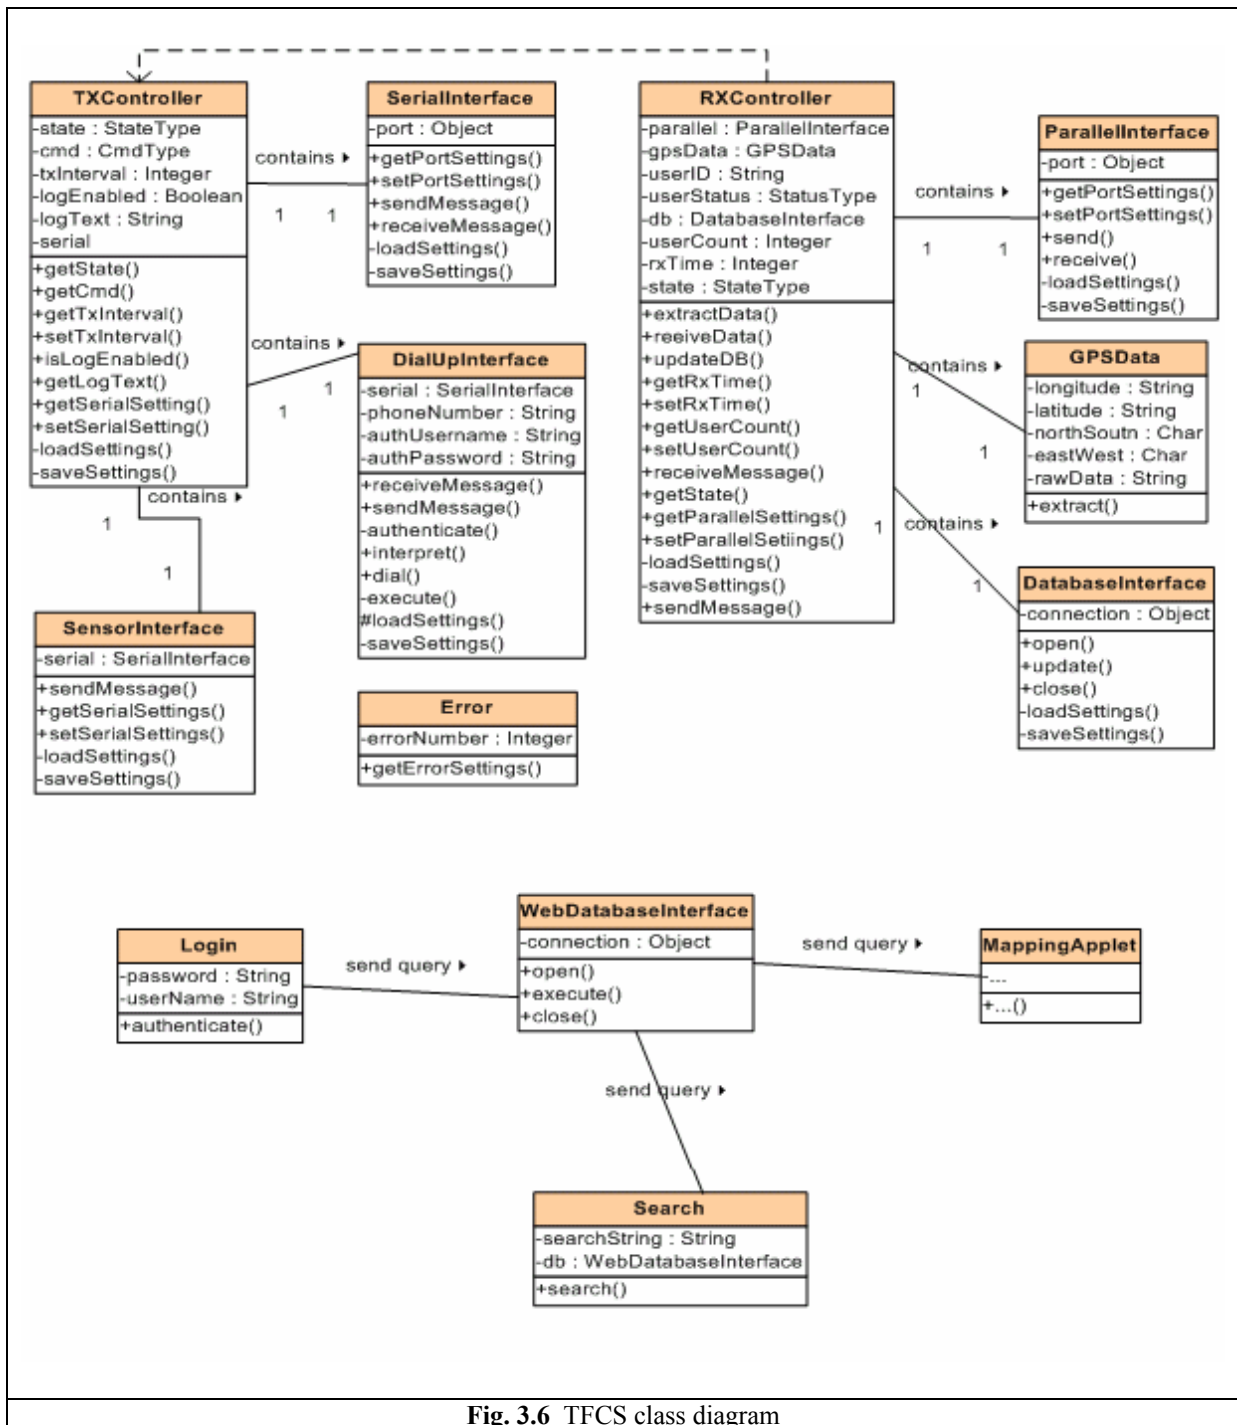 TXController
-state : StateType
-cmd : CmdType
-txInterval : Integer
-logEnabled : Boolean
-logText : String
-serial
+getState()
+getCmd()
+getTxInterval()
+setTxInterval()
+isLogEnabled()
+getLogText()
+getSerialSetting()
+setSerialSetting()
-loadSettings()
-saveSettings()
contains
1 1
SerialInterface
-port : Object
+getPortSettings()
+setPortSettings()
+sendMessage()
+receiveMessage()
-loadSettings()
-saveSettings()
contains
1
1
DialUpInterface
-serial : SerialInterface
-phoneNumber : String
-authUsername : String
-authPassword : String
+receiveMessage()
+sendMessage()
-authenticate()
+interpret()
+dial()
-execute()
#loadSettings()
-saveSettings()
contains
1
1
SensorInterface
-serial : SerialInterface
+sendMessage()
+getSerialSettings()
+setSerialSettings()
-loadSettings()
-saveSettings()
Error
-errorNumber : Integer
+getErrorSettings()
RXController
-parallel : ParallelInterface
-gpsData : GPSData
-userID : String
-userStatus : StatusType
-db : DatabaseInterface
-userCount : Integer
-rxTime : Integer
-state : StateType
+extractData()
+reeiveData()
+updateDB()
+getRxTime()
+setRxTime()
+getUserCount()
+setUserCount()
+receiveMessage()
+getState()
+getParallelSettings()
+setParallelSetiings()
-loadSettings()
-saveSettings()
+sendMessage()
contains
1 1
ParallelInterface
-port : Object
+getPortSettings()
+setPortSettings()
+send()
+receive()
-loadSettings()
-saveSettings()
contains
1
1
GPSData
-longitude : String
-latitude : String
-northSoutn : Char
-eastWest : Char
-rawData : String
+extract()
contains
1
1
DatabaseInterface
-connection : Object
+open()
+update()
+close()
-loadSettings()
-saveSettings()
Login
-password : String
-userName : String
+authenticate()
send query
WebDatabaseInterface
-connection : Object
+open()
+execute()
+close()
send query
MappingApplet
-...
+...()
send query
Search
-searchString : String
-db : WebDatabaseInterface
+search()
Fig. 3.6 TFCS class diagram